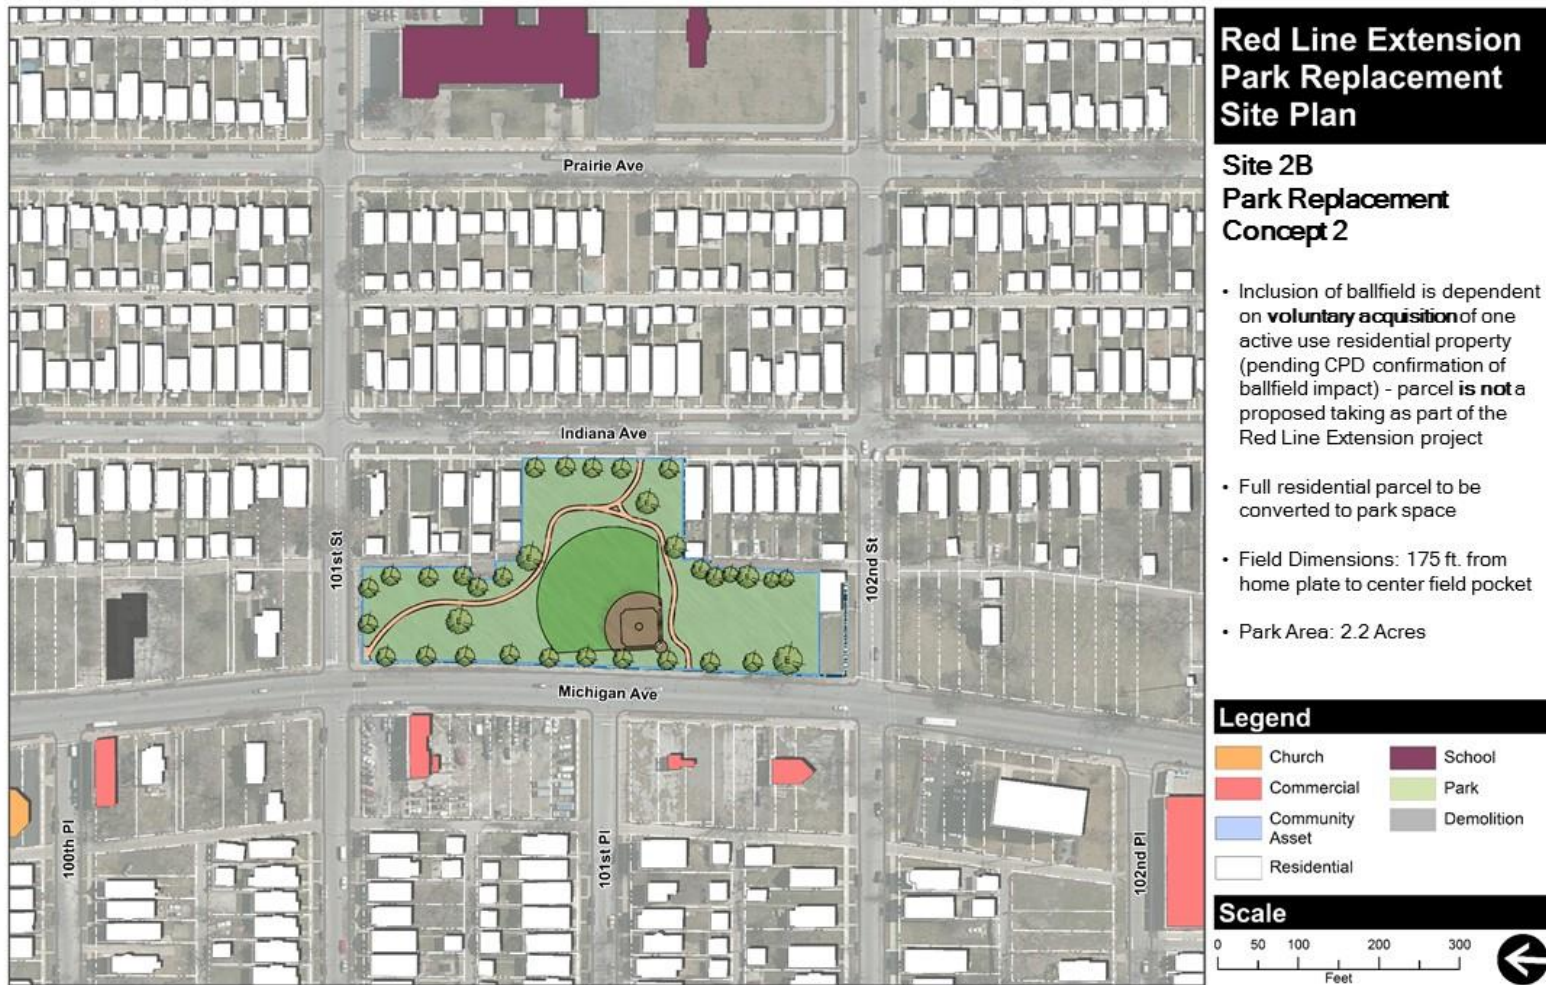 Red Line Extension
Park Replacement
Site Plan
Site 2B
Park Replacement
Concept 2
• Inclusion of ballfield is dependent
on voluntary acquisition of one
active use residential property
(pending CPD confirmation of
ballfield impact) - parcel is not a
proposed taking as part of the
Red Line Extension project
• Full residential parcel to be
converted to park space
• Field Dimensions: 175 ft. from
home plate to center field pocket
• Park Area: 2.2 Acres
Legend
Church
Commercial
Community
Asset
Residential
School
Park
Demolition
Scale
0 50 100 200 300
Feet
Prairie Ave
Indiana Ave
101st St
102nd St
Michigan Ave
100th Pl
101st Pl
102nd Pl